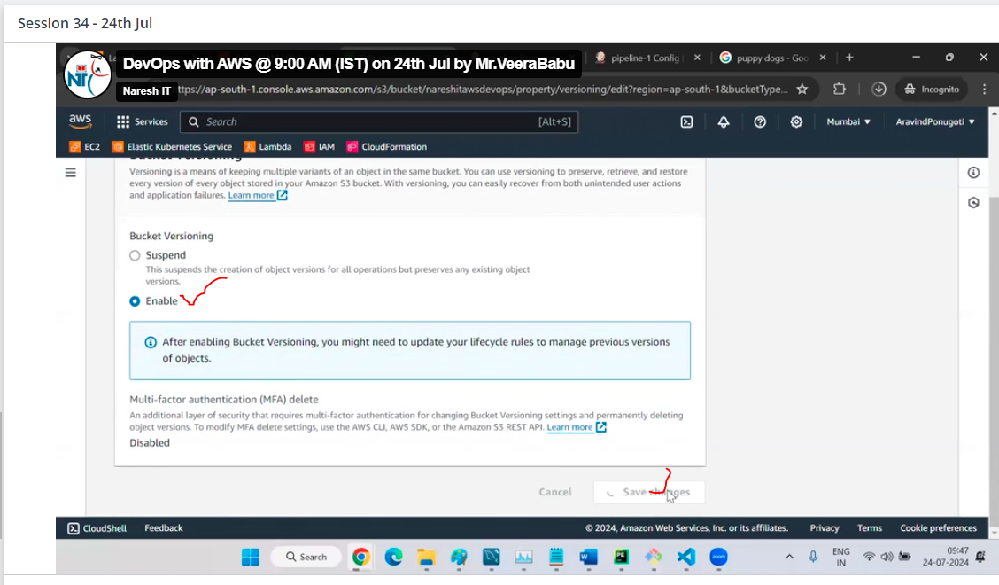 Session 34 - 24th Jul
DevOps with AWS @ 9:00 AM (IST) on 24th Jul by Mr.VeeraBabu
pipeline-1 Config
puppy dogs - Goo
NIT
Naresh IT
https://ap-south-1.console.aws.amazon.com/s3/bucket/nareshitawsdevops/property/versioning/edit?region=ap-south-1&bucketType...
Incognito
aws
Services
Search
[Alt+S]
Mumbai
AravindPonugoti
EC2
Elastic Kubernetes Service
Lambda
IAM
CloudFormation
Bucket Versioning
Versioning is a means of keeping multiple variants of an object in the same bucket. You can use versioning to preserve, retrieve, and restore
every version of every object stored in your Amazon S3 bucket. With versioning, you can easily recover from both unintended user actions
and application failures. Learn more
Bucket Versioning
Suspend
This suspends the creation of object versions for all operations but preserves any existing object
versions.
Enable
After enabling Bucket Versioning, you might need to update your lifecycle rules to manage previous versions
of objects.
Multi-factor authentication (MFA) delete
An additional layer of security that requires multi-factor authentication for changing Bucket Versioning settings and permanently deleting
object versions. To modify MFA delete settings, use the AWS CLI, AWS SDK, or the Amazon S3 REST API. Learn more
Disabled
Cancel
Save changes
CloudShell
Feedback
© 2024, Amazon Web Services, Inc. or its affiliates.
Privacy
Terms
Cookie preferences
Search
ENG
IN
09:47
24-07-2024